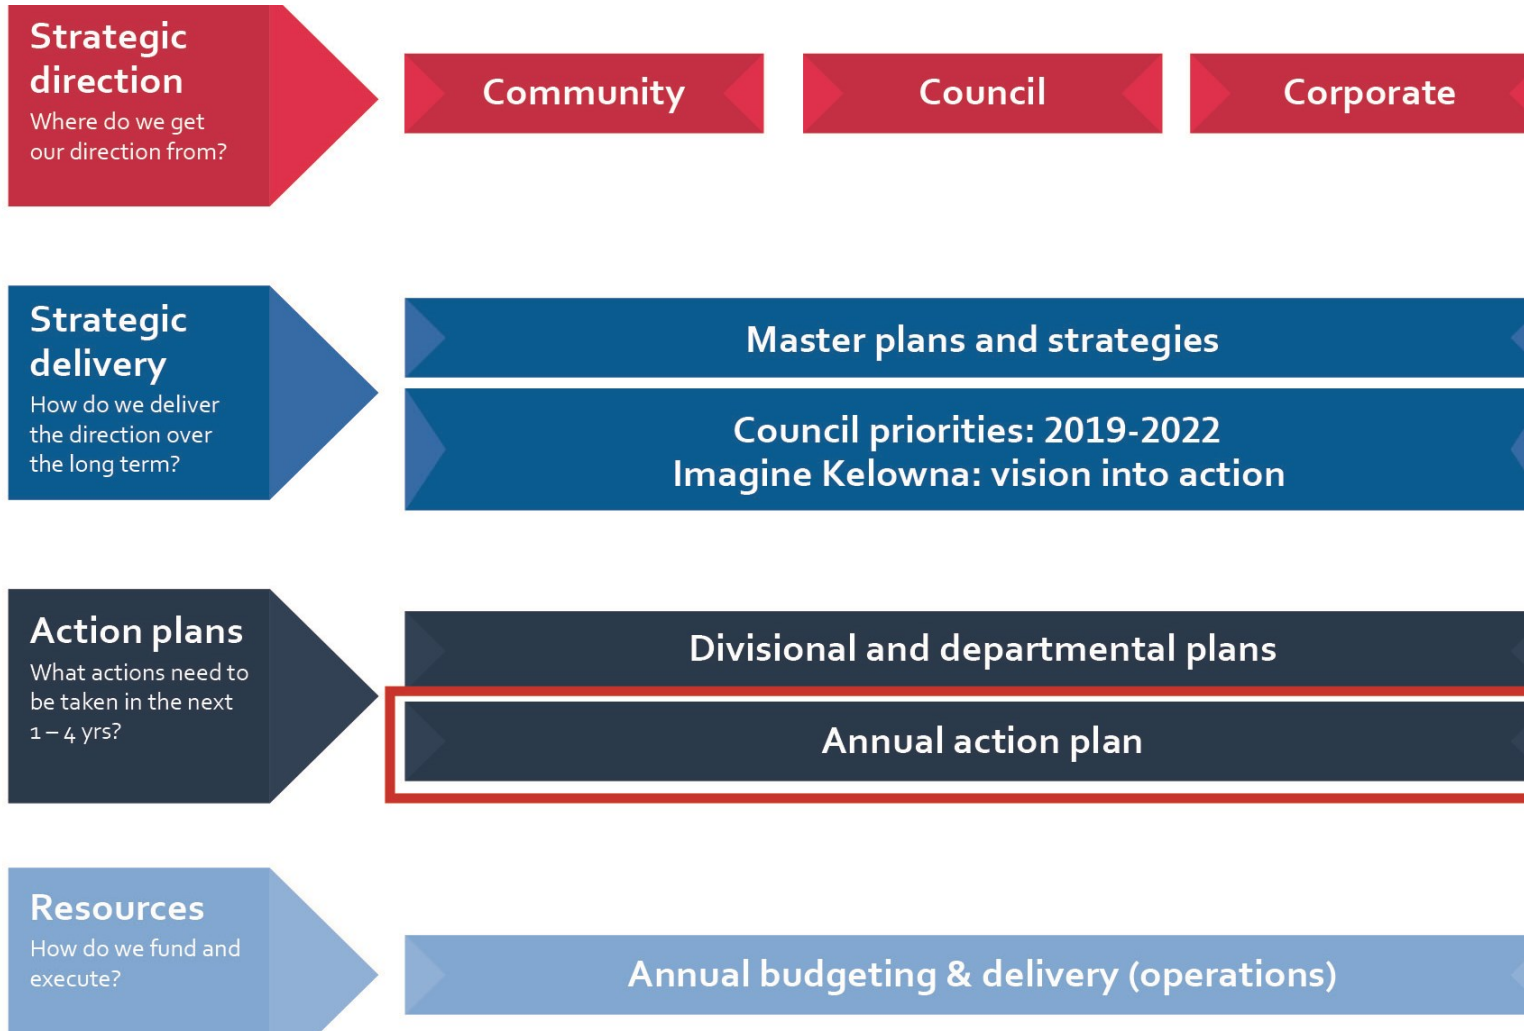 Strategic
direction
Where do we get
our direction from?
Community
Council
Corporate
Strategic
delivery
How do we deliver
the direction over
the long term?
Master plans and strategies
Council priorities: 2019-2022
Imagine Kelowna: vision into action
Action plans
What actions need to
be taken in the next
1 – 4 yrs?
Divisional and departmental plans
Annual action plan
Resources
How do we fund and
execute?
Annual budgeting & delivery (operations)